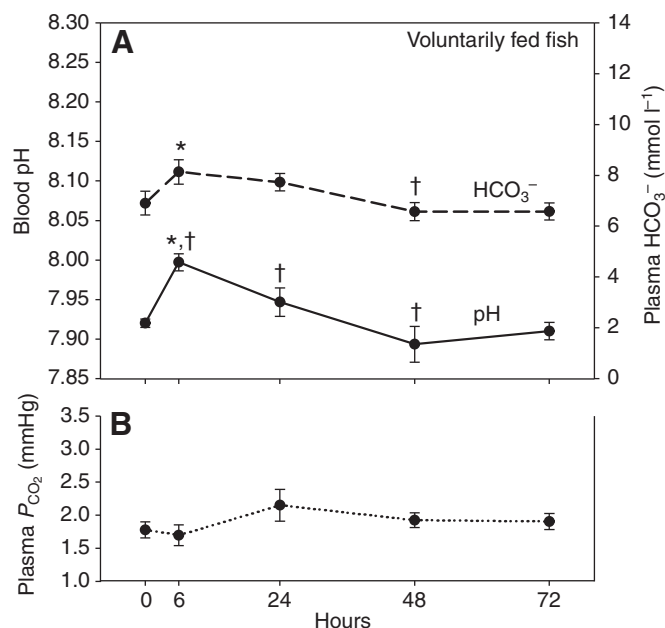 A
Voluntarily fed fish
Blood pH
8.30
8.25
8.20
8.15
8.10
8.05
8.00
7.95
7.90
7.85
14
12
10
8
6
4
2
0
Plasma HCO₃⁻ (mmol l⁻¹)
*
†
HCO₃⁻
*,†
†
†
pH
B
Plasma P_CO₂ (mmHg)
3.5
3.0
2.5
2.0
1.5
1.0
0 6 24 48 72
Hours